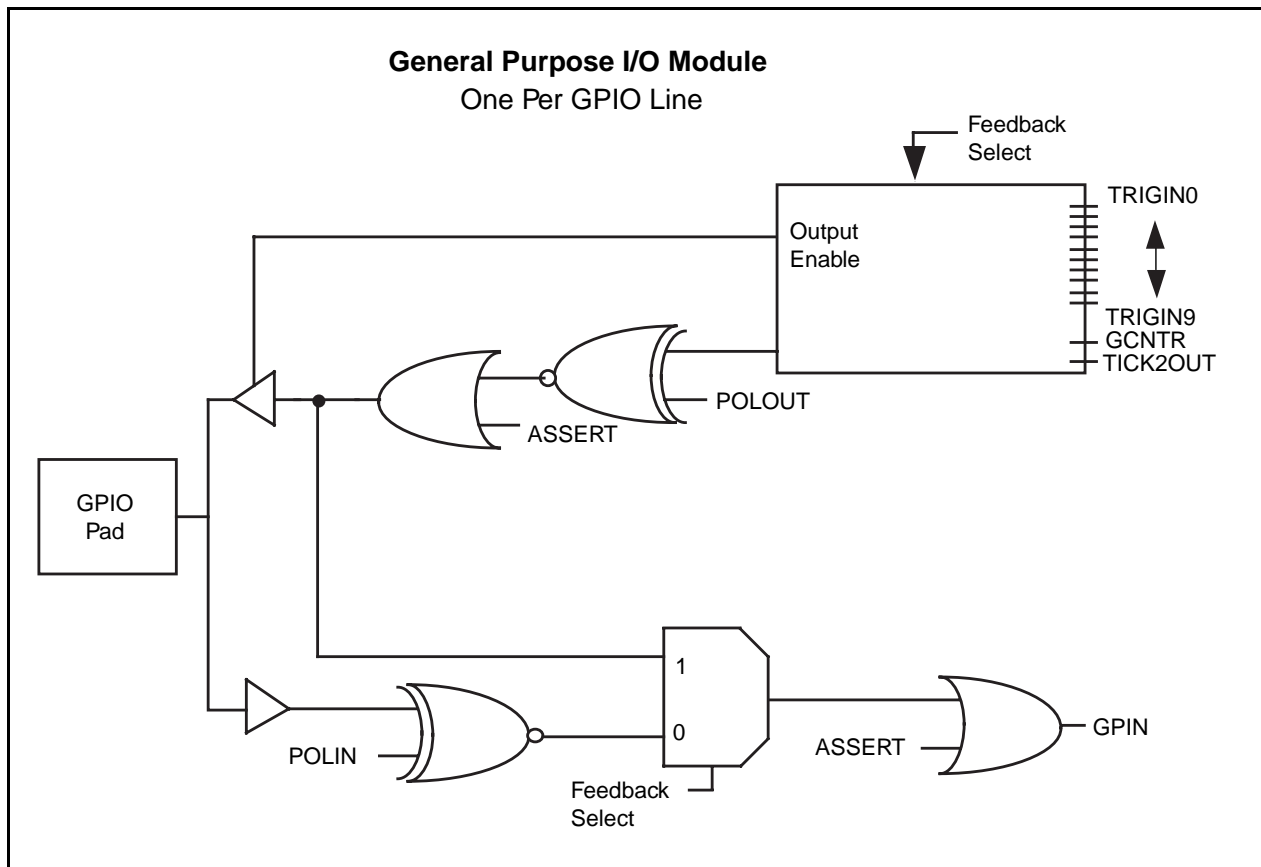 General Purpose I/O Module
One Per GPIO Line
Feedback
Select
TRIGIN0
Output
Enable
TRIGIN9
GCNTR
TICK2OUT
POLOUT
ASSERT
GPIO
Pad
1
0
POLIN
ASSERT
GPIN
Feedback
Select